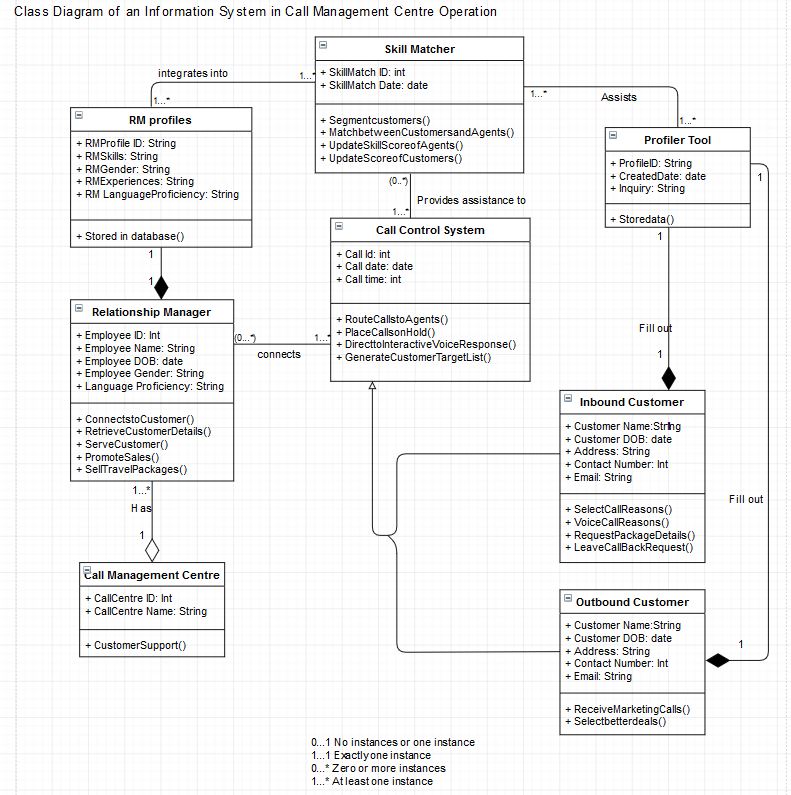 Class Diagram of an Information System in Call Management Centre Operation
Skill Matcher
+ SkillMatch ID: int
+ SkillMatch Date: date
+ Segmentcustomers()
+ MatchbetweenCustomersandAgents()
+ UpdateSkillScoreofAgents()
+ UpdateScoreofCustomers()
integrates into
1...*
1...*
1...*
Assists
1...*
RM profiles
+ RMProfile ID: String
+ RMSkills: String
+ RMGender: String
+ RMExperiences: String
+ RM LanguageProficiency: String
+ Stored in database()
Profiler Tool
+ ProfileID: String
+ CreatedDate: date
+ Inquiry: String
+ Storedata()
1
1
(0..*)
Provides assistance to
1...*
Call Control System
+ Call Id: int
+ Call date: date
+ Call time: int
+ RouteCallstoAgents()
+ PlaceCallsonHold()
+ DirecttoInteractiveVoiceResponse()
+ GenerateCustomerTargetList()
1
1
Relationship Manager
+ Employee ID: Int
+ Employee Name: String
+ Employee DOB: date
+ Employee Gender: String
+ Language Proficiency: String
+ ConnectstoCustomer()
+ RetrieveCustomerDetails()
+ ServeCustomer()
+ PromoteSales()
+ SellTravelPackages()
(0...*)
1...*
connects
Fill out
1
Inbound Customer
+ Customer Name:String
+ Customer DOB: date
+ Address: String
+ Contact Number: Int
+ Email: String
+ SelectCallReasons()
+ VoiceCallReasons()
+ RequestPackageDetails()
+ LeaveCallBackRequest()
Fill out
1...*
Has
1
Call Management Centre
+ CallCentre ID: Int
+ CallCentre Name: String
+ CustomerSupport()
Outbound Customer
+ Customer Name:String
+ Customer DOB: date
+ Address: String
+ Contact Number: Int
+ Email: String
+ ReceiveMarketingCalls()
+ Selectbetterdeals()
1
0...1 No instances or one instance
1...1 Exactly one instance
0...* Zero or more instances
1...* At least one instance